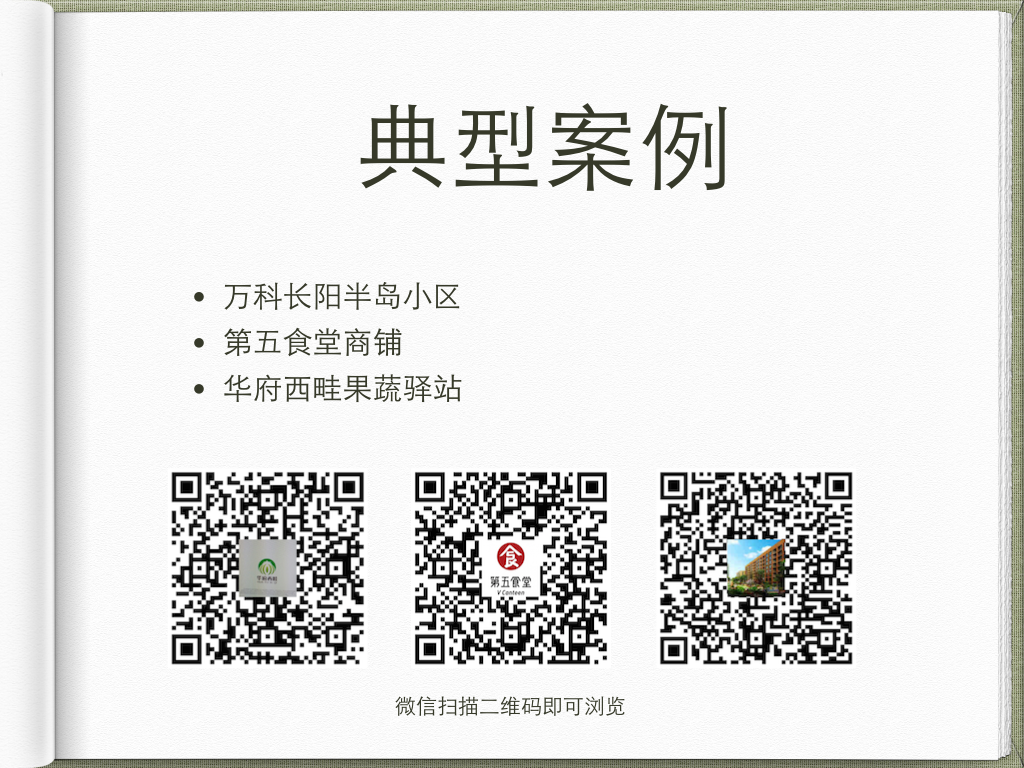 典型案例
万科长阳半岛小区
第五食堂商铺
华府西畦果蔬驿站
食
第五食堂
V Canteen
微信扫描二维码即可浏览